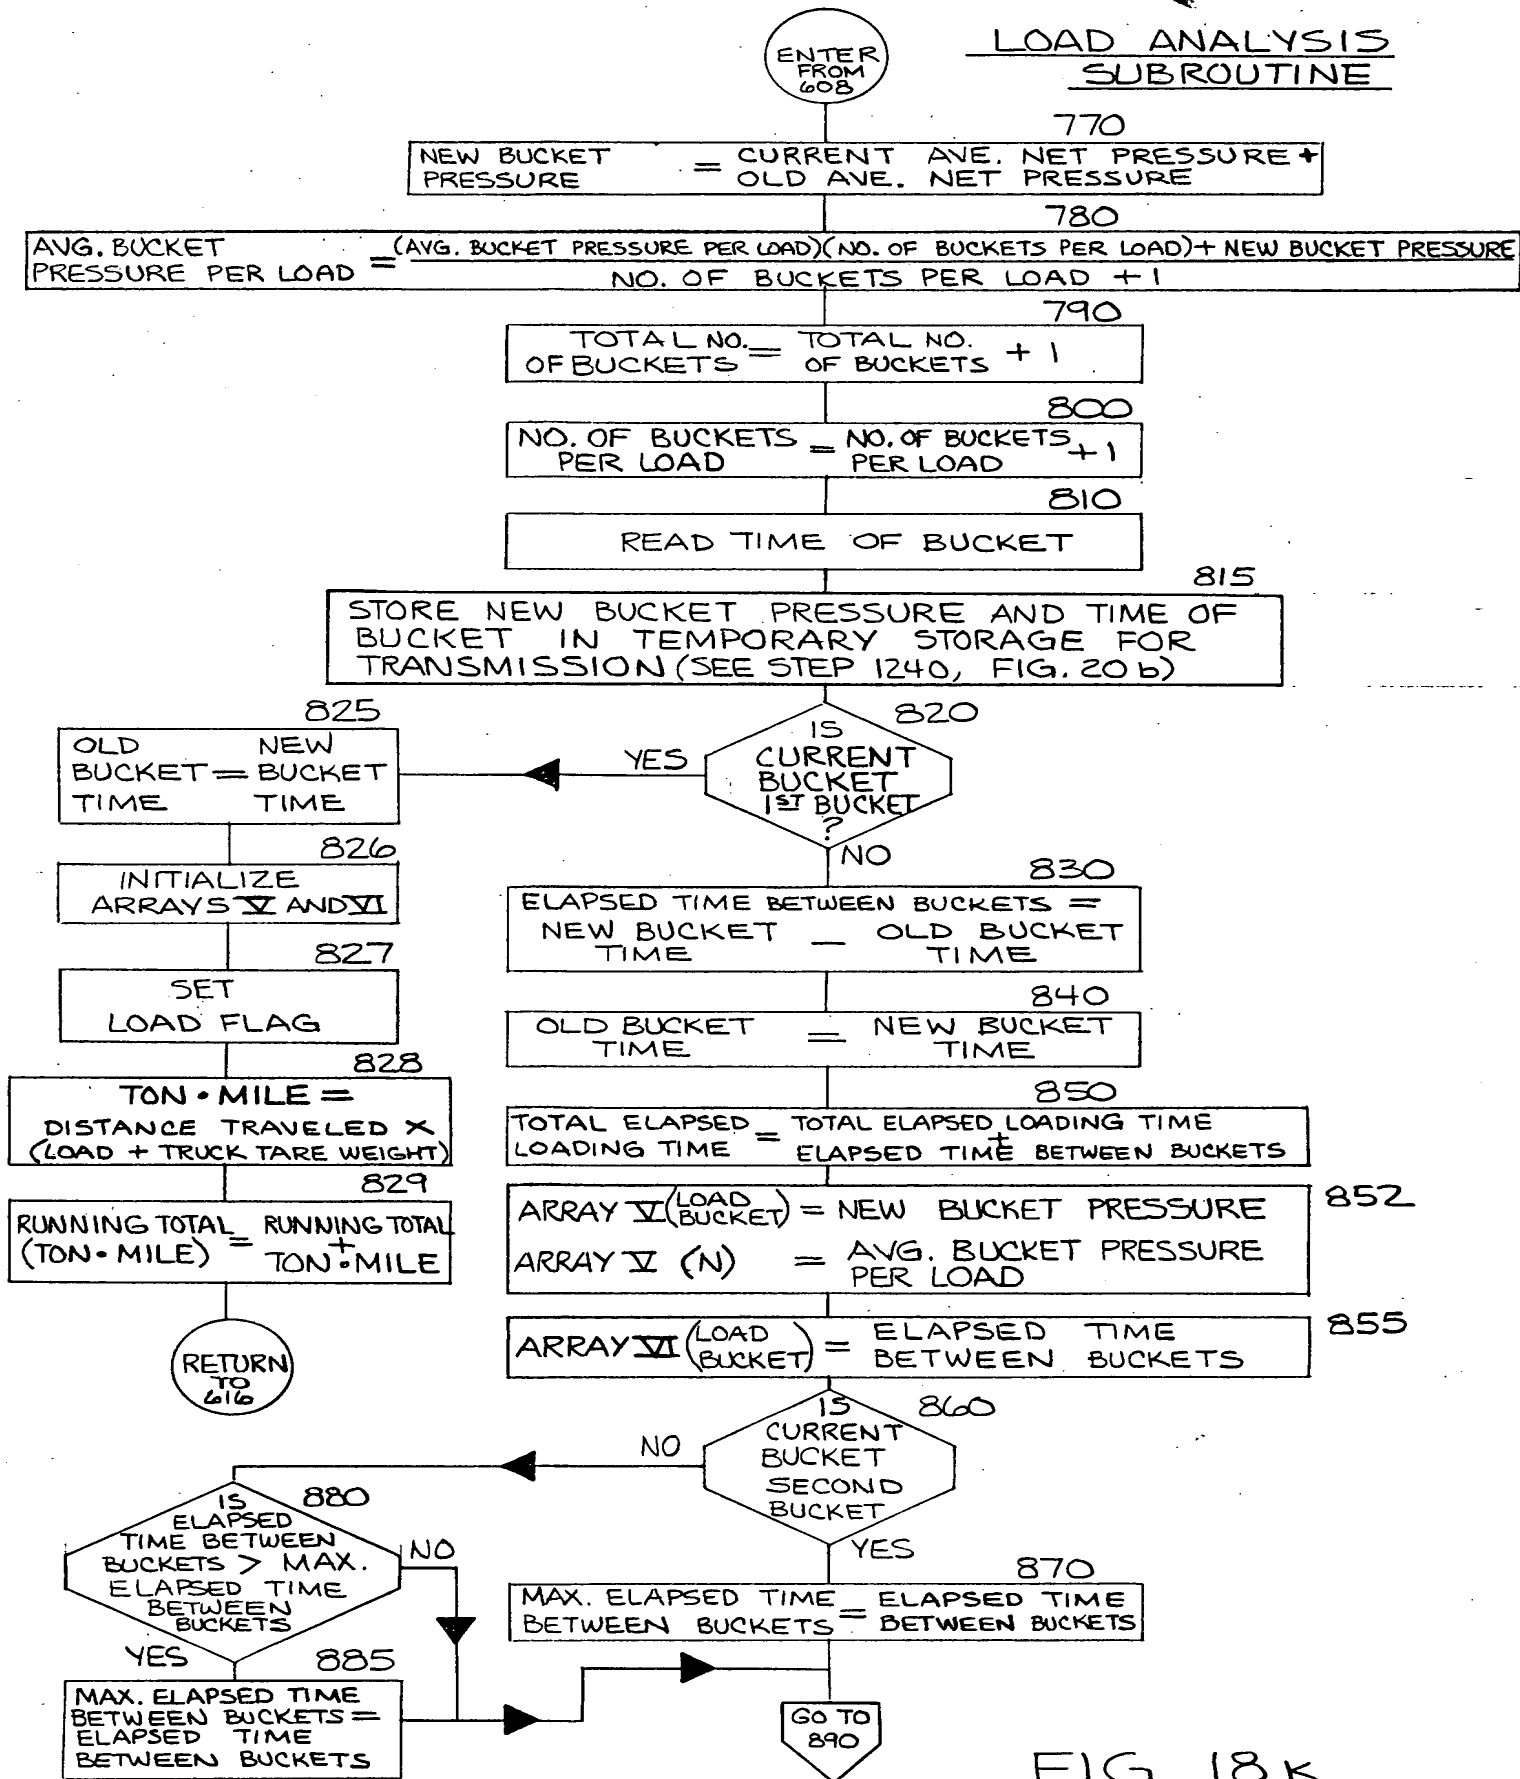 LOAD ANALYSIS
SUBROUTINE
ENTER
FROM
608
770
NEW BUCKET PRESSURE = CURRENT AVE. NET PRESSURE +
OLD AVE. NET PRESSURE
780
AVG. BUCKET PRESSURE PER LOAD = (AVG. BUCKET PRESSURE PER LOAD)(NO. OF BUCKETS PER LOAD) + NEW BUCKET PRESSURE
NO. OF BUCKETS PER LOAD + 1
790
TOTAL NO. OF BUCKETS = TOTAL NO. OF BUCKETS + 1
800
NO. OF BUCKETS PER LOAD = NO. OF BUCKETS PER LOAD + 1
810
READ TIME OF BUCKET
815
STORE NEW BUCKET PRESSURE AND TIME OF
BUCKET IN TEMPORARY STORAGE FOR
TRANSMISSION (SEE STEP 1240, FIG. 20 b)
820
IS
CURRENT
BUCKET
1ST BUCKET
?
YES
NO
825
OLD BUCKET TIME = NEW BUCKET TIME
826
INITIALIZE
ARRAYS V AND VI
827
SET
LOAD FLAG
828
TON • MILE =
DISTANCE TRAVELED X
(LOAD + TRUCK TARE WEIGHT)
829
RUNNING TOTAL (TON • MILE) = RUNNING TOTAL + TON • MILE
RETURN
TO
616
830
ELAPSED TIME BETWEEN BUCKETS =
NEW BUCKET TIME — OLD BUCKET TIME
840
OLD BUCKET TIME = NEW BUCKET TIME
850
TOTAL ELAPSED LOADING TIME = TOTAL ELAPSED LOADING TIME + ELAPSED TIME BETWEEN BUCKETS
852
ARRAY V (LOAD BUCKET) = NEW BUCKET PRESSURE
ARRAY V (N) = AVG. BUCKET PRESSURE PER LOAD
855
ARRAY VI (LOAD BUCKET) = ELAPSED TIME BETWEEN BUCKETS
860
IS
CURRENT
BUCKET
SECOND
BUCKET
NO
YES
880
IS
ELAPSED
TIME BETWEEN
BUCKETS > MAX.
ELAPSED TIME
BETWEEN
BUCKETS
NO
YES
870
MAX. ELAPSED TIME BETWEEN BUCKETS = ELAPSED TIME BETWEEN BUCKETS
885
MAX. ELAPSED TIME
BETWEEN BUCKETS =
ELAPSED TIME
BETWEEN BUCKETS
GO TO
890
FIG 18 K